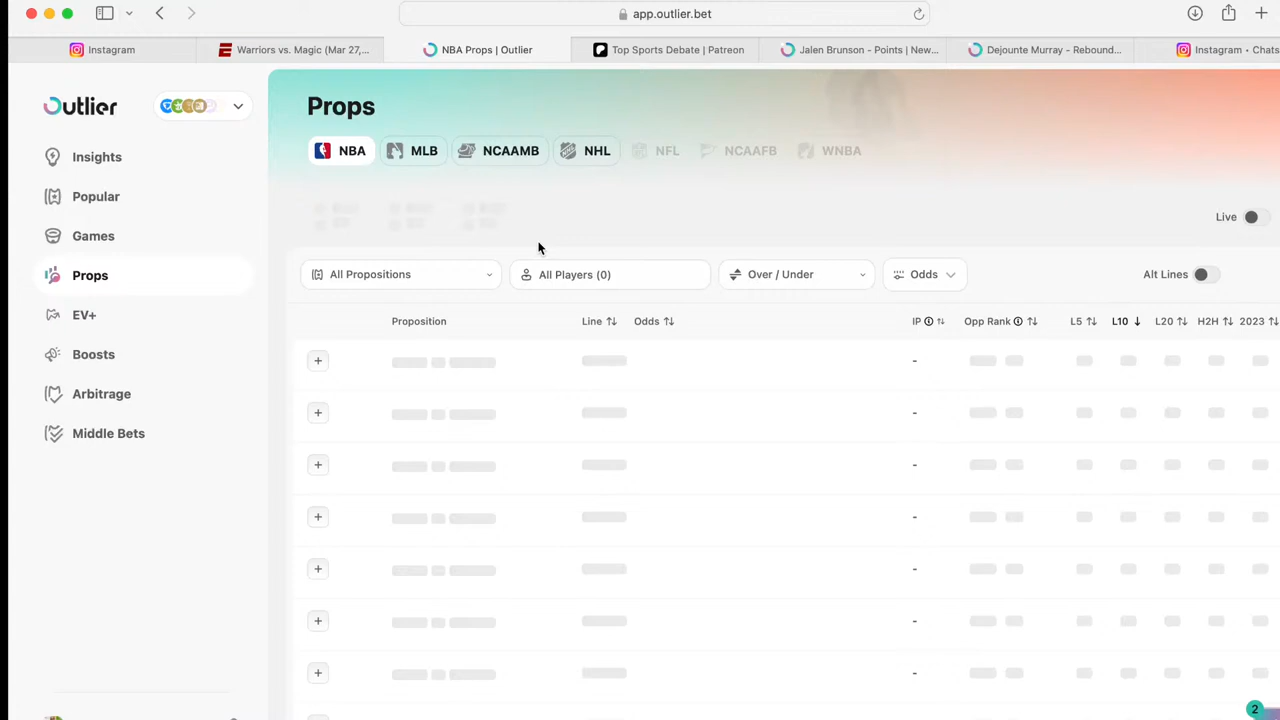 app.outlier.bet
Instagram
Warriors vs. Magic (Mar 27,...
NBA Props | Outlier
Top Sports Debate | Patreon
Jalen Brunson - Points | New...
Dejounte Murray - Rebound...
Instagram • Chats
Outlier
Insights
Popular
Games
Props
EV+
Boosts
Arbitrage
Middle Bets
Props
NBA
MLB
NCAAMB
NHL
NFL
NCAAFB
WNBA
Live
All Propositions
All Players (0)
Over / Under
Odds
Alt Lines
Proposition
Line
Odds
IP
Opp Rank
L5
L10
L20
H2H
2023
-
-
-
-
-
-
-
2